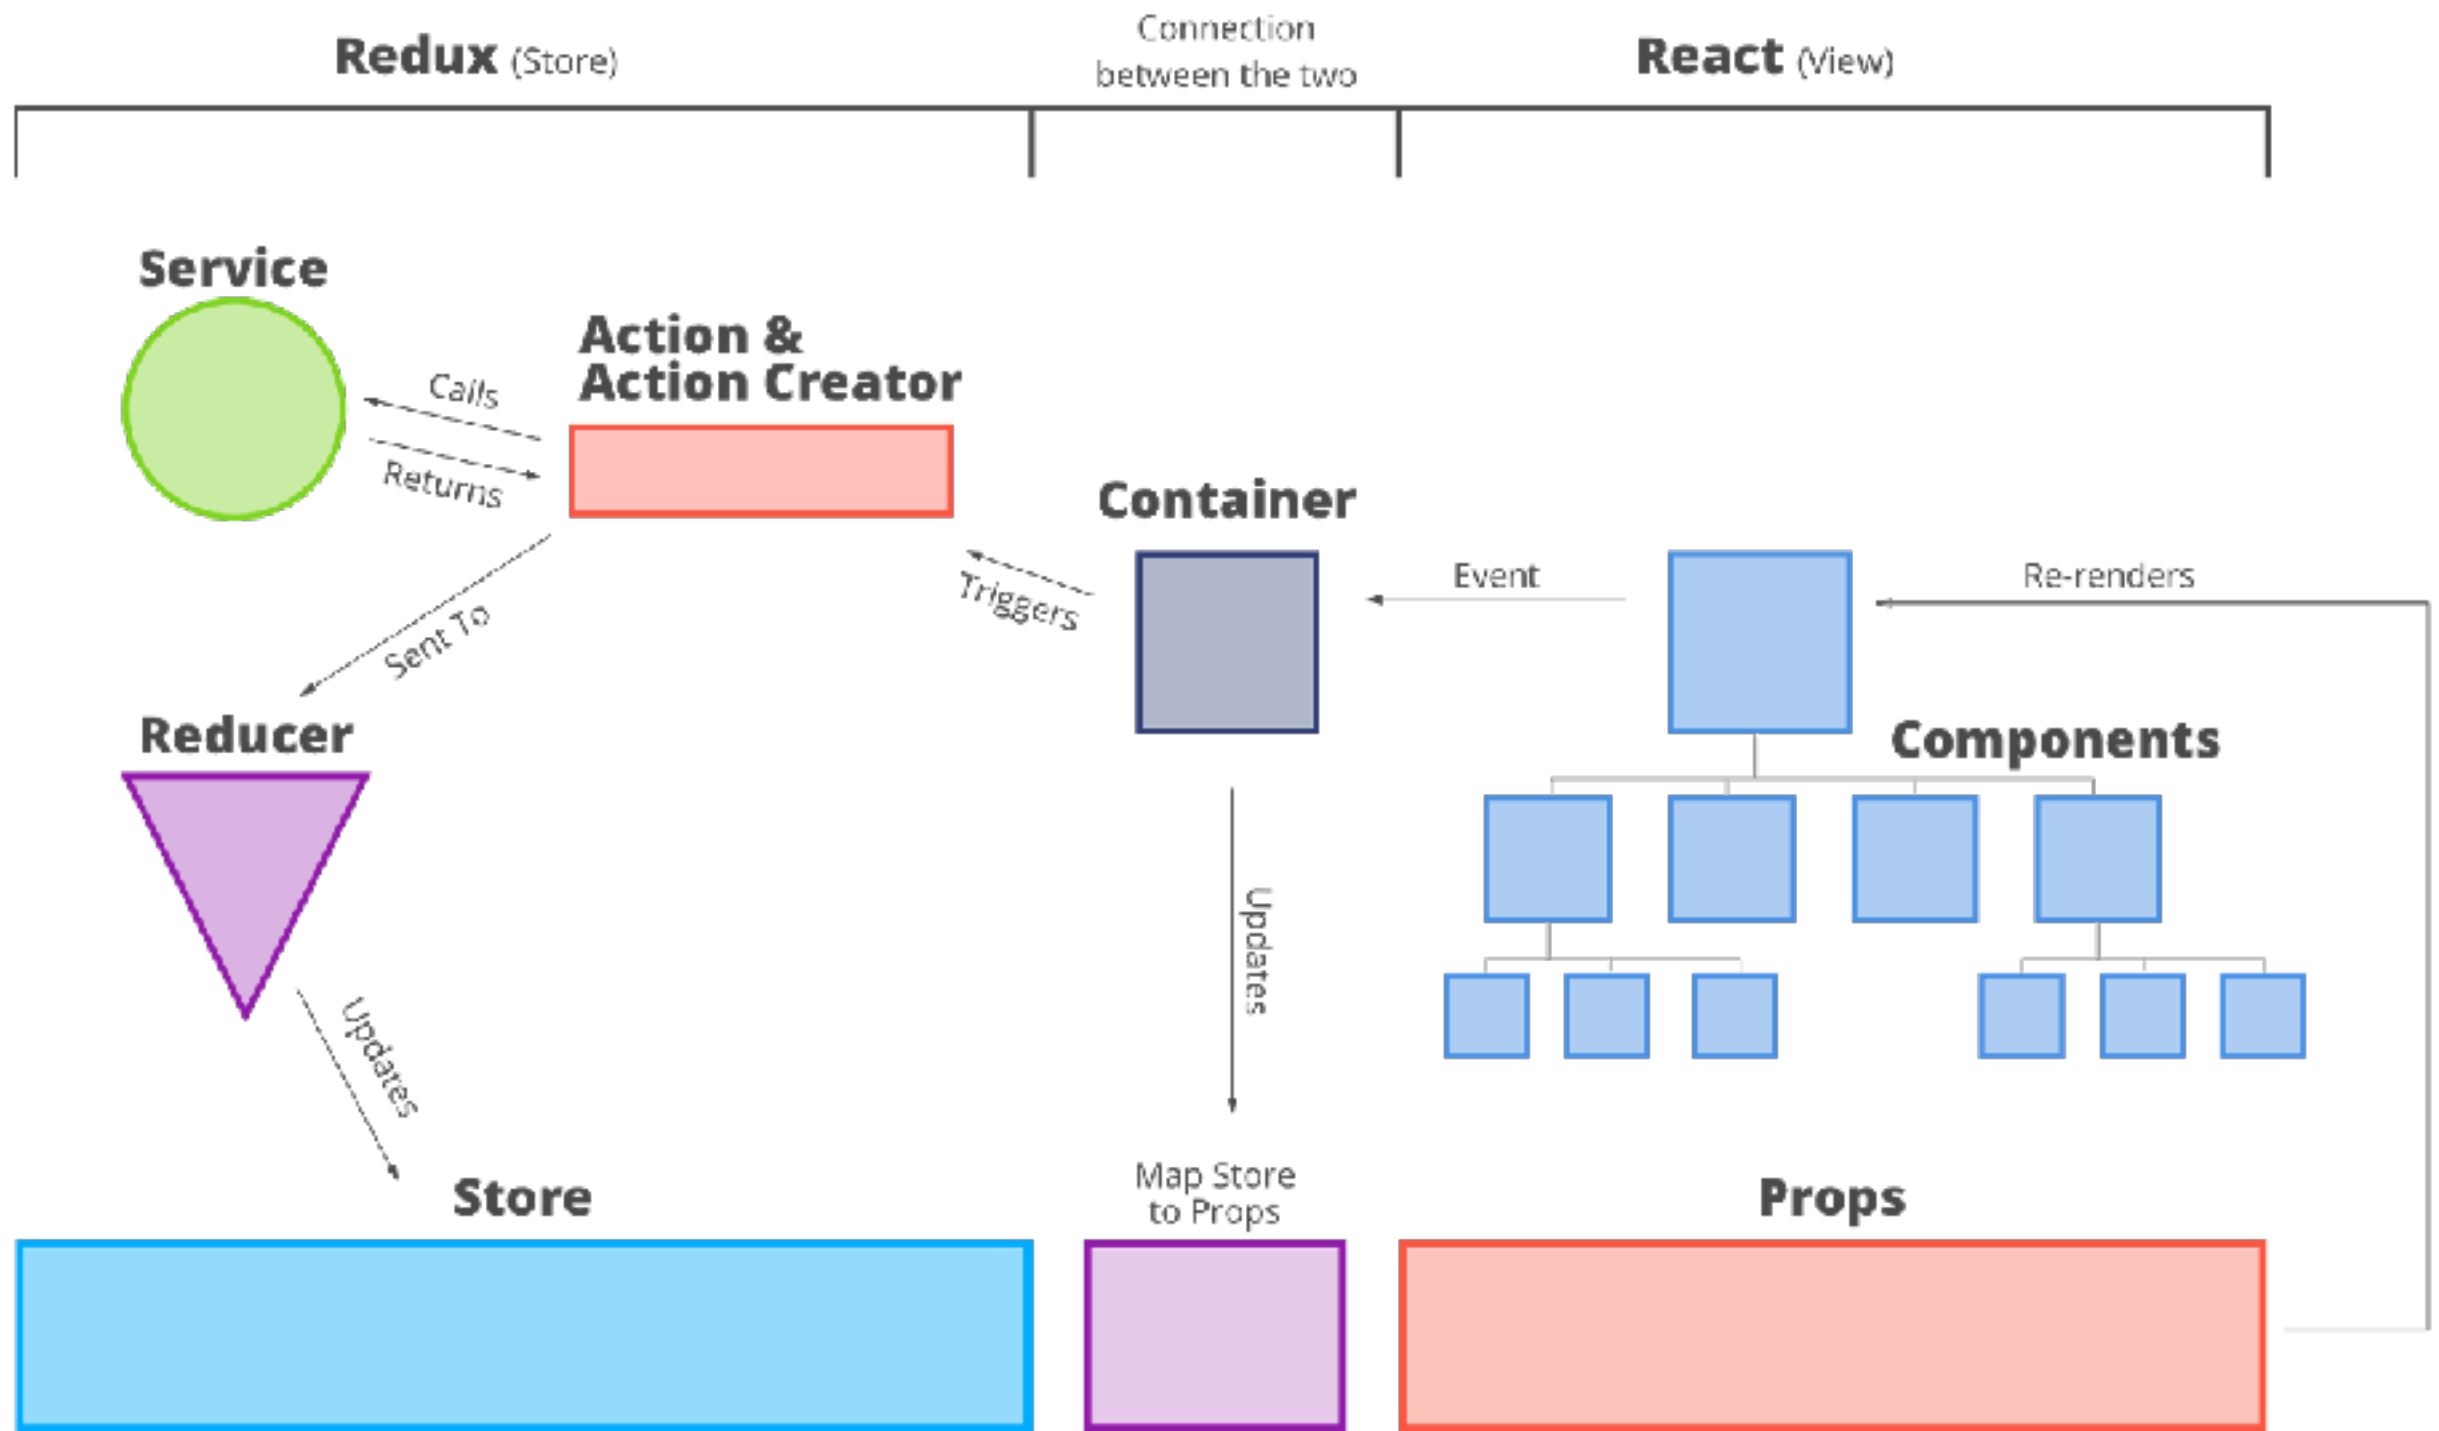 Redux (Store)
Connection
between the two
React (View)
Service
Action &
Action Creator
Calls
Returns
Container
Triggers
Event
Re-renders
Sent To
Reducer
Components
Updates
Updates
Store
Map Store
to Props
Props